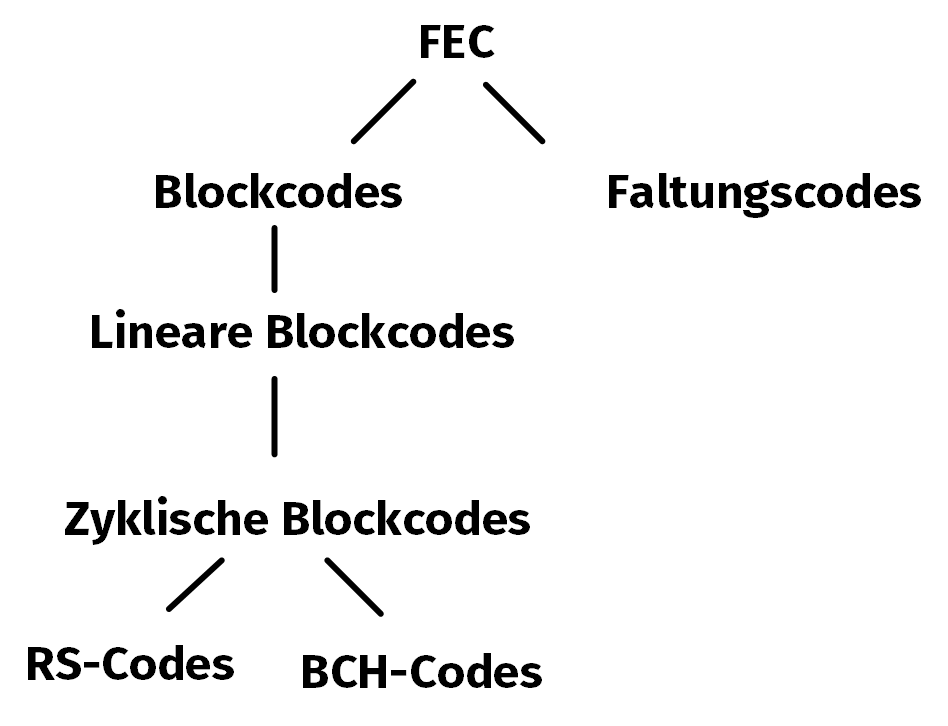 FEC
Blockcodes
Faltungscodes
Lineare Blockcodes
Zyklische Blockcodes
RS-Codes
BCH-Codes